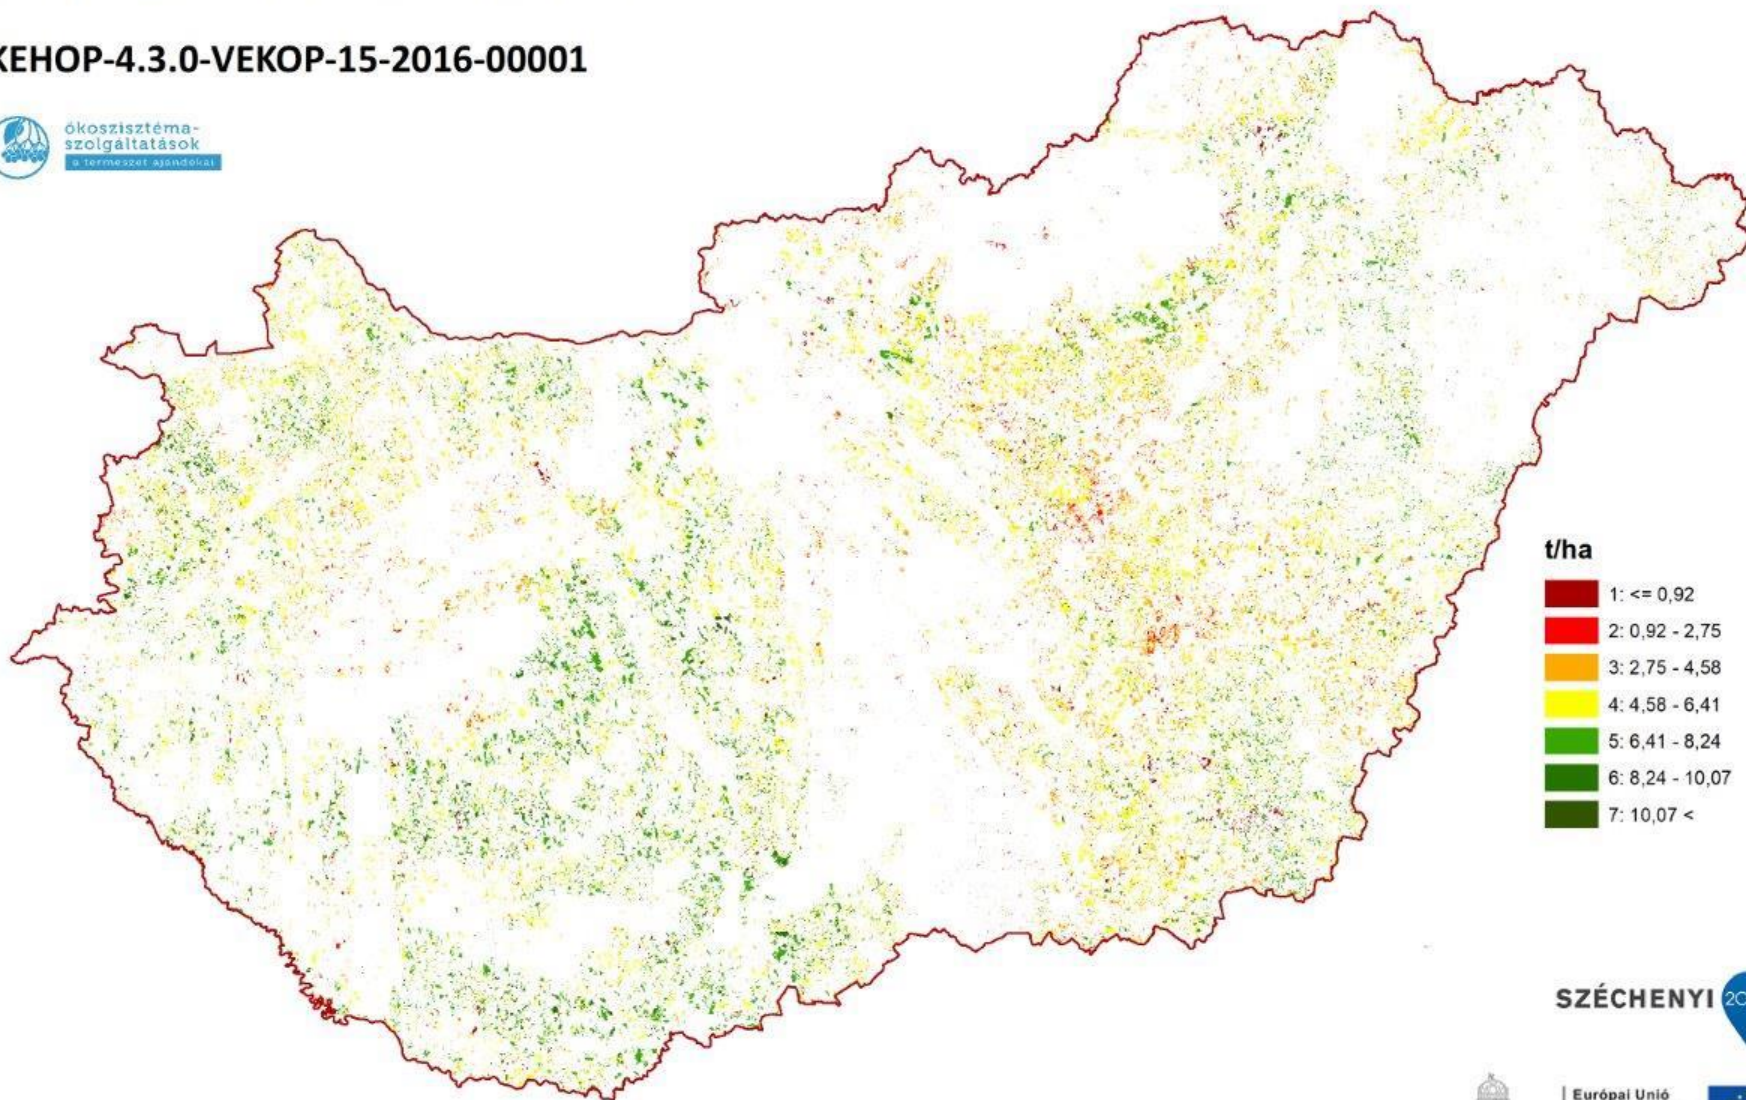 KEHOP-4.3.0-VEKOP-15-2016-00001
ökoszisztéma-
szolgáltatások
a természet ajándékai
t/ha
1: <= 0,92
2: 0,92 - 2,75
3: 2,75 - 4,58
4: 4,58 - 6,41
5: 6,41 - 8,24
6: 8,24 - 10,07
7: 10,07 <
SZÉCHENYI
Európai Unió